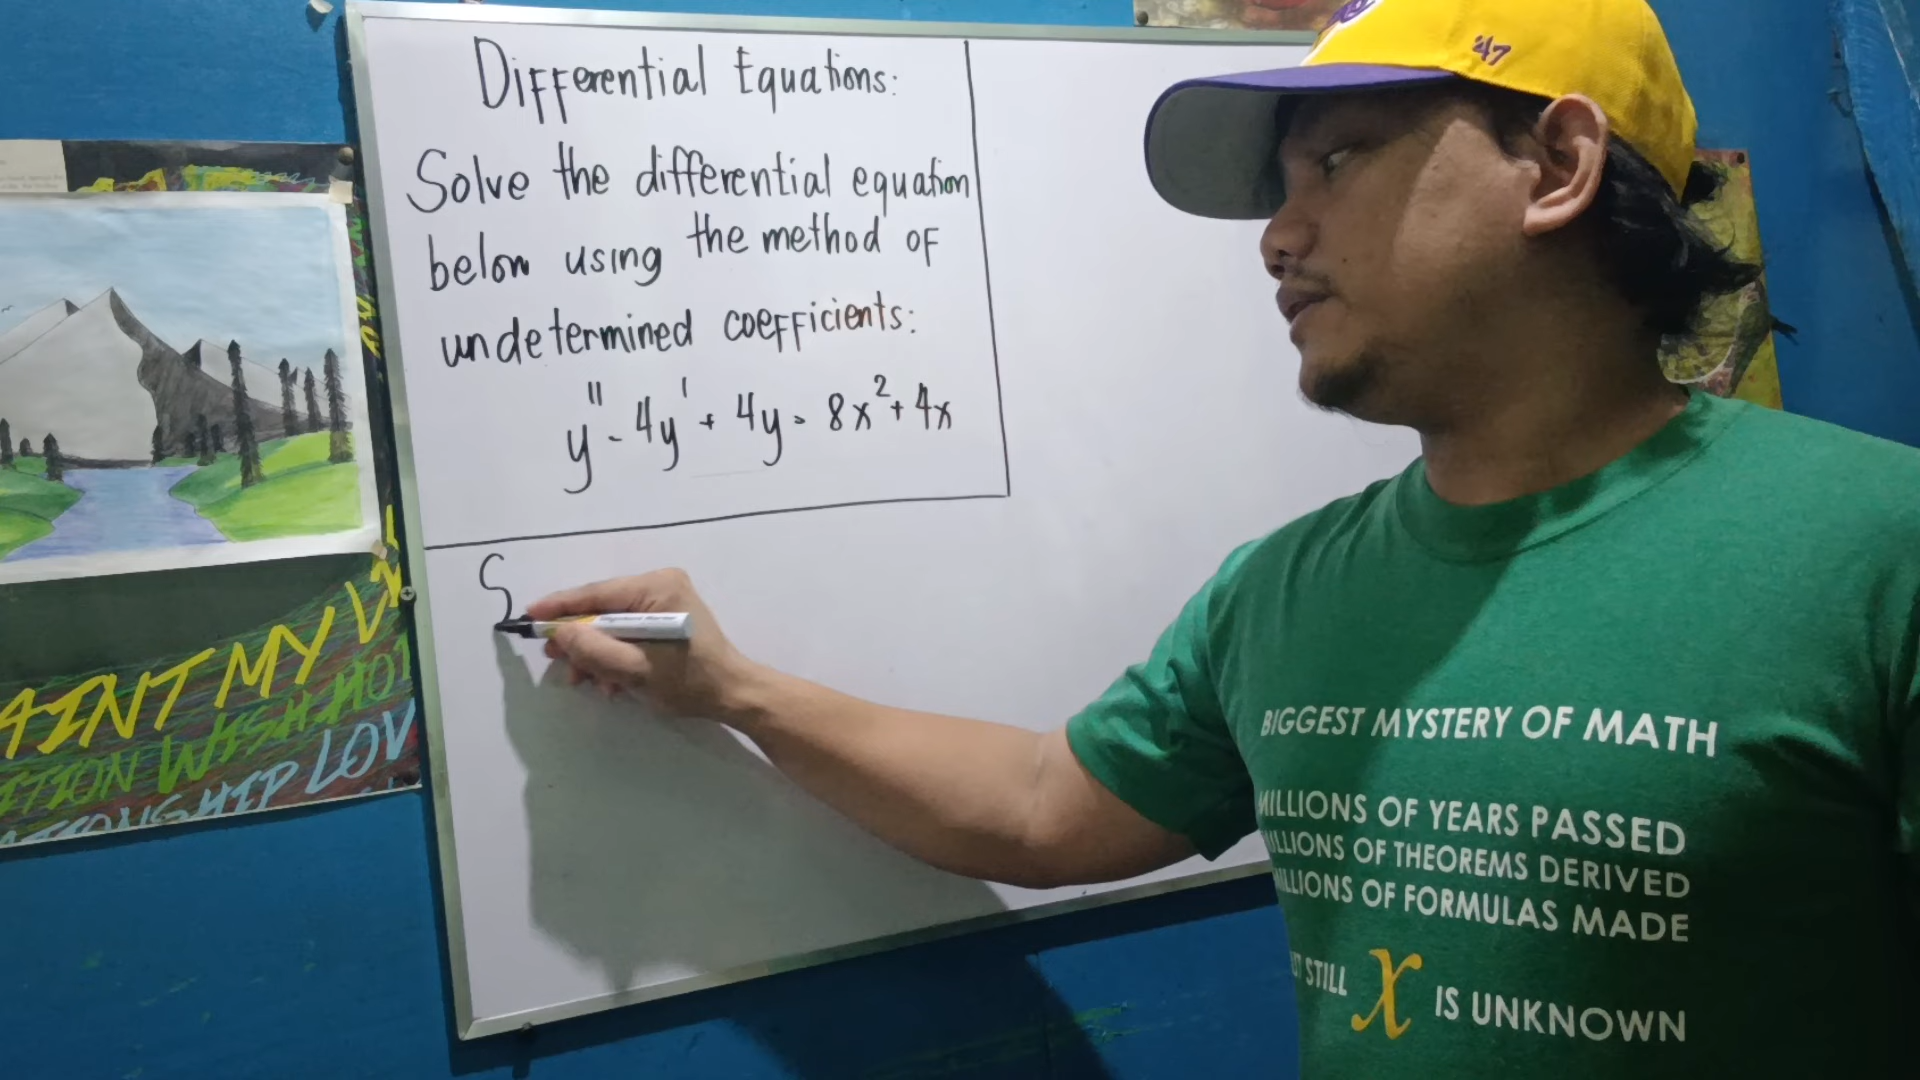 Differential Equations:
Solve the differential equation
below using the method of
undetermined coefficients:
y'' - 4y' + 4y = 8x² + 4x
S
'47
MY
WISH
LOV
BIGGEST MYSTERY OF MATH
MILLIONS OF YEARS PASSED
MILLIONS OF THEOREMS DERIVED
MILLIONS OF FORMULAS MADE
STILL X IS UNKNOWN